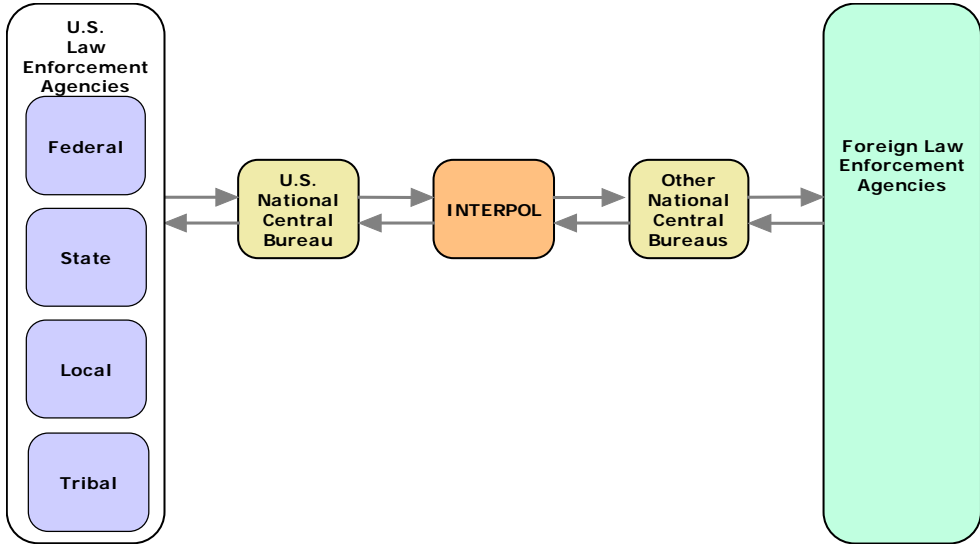 U.S.
Law
Enforcement
Agencies
Federal
State
Local
Tribal
U.S.
National
Central
Bureau
INTERPOL
Other
National
Central
Bureaus
Foreign Law
Enforcement
Agencies